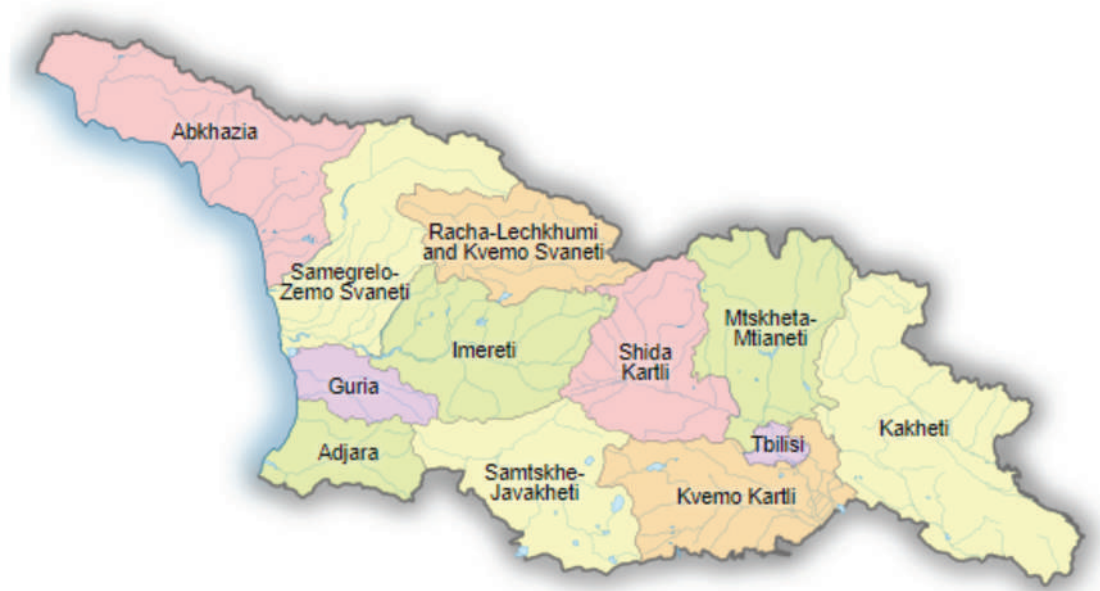 Abkhazia
Racha-Lechkhumi
and Kvemo Svaneti
Samegrelo-
Zemo Svaneti
Mtskheta-
Mtianeti
Imereti
Shida
Kartli
Guria
Kakheti
Adjara
Tbilisi
Samtskhe-
Javakheti
Kvemo Kartli